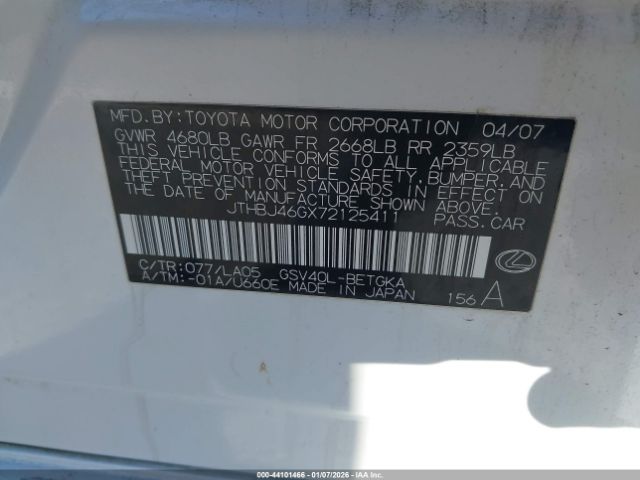 MFD.BY:TOYOTA MOTOR CORPORATION 04/07
GVWR 4680LB GAWR FR 2668LB RR 2359LB
THIS VEHICLE CONFORMS TO ALL APPLICABLE
FEDERAL MOTOR VEHICLE SAFETY,BUMPER,AND
THEFT PREVENTION STANDARDS IN EFFECT ON
THE DATE OF MANUFACTURE SHOWN ABOVE.
JTHBJ46GX72125411 PASS.CAR
C/TR:077/LA05 GSV40L-BETGKA
A/TM:-01A/U660E MADE IN JAPAN 156 A
000-44101466 | 01/07/2026 | IAA Inc.